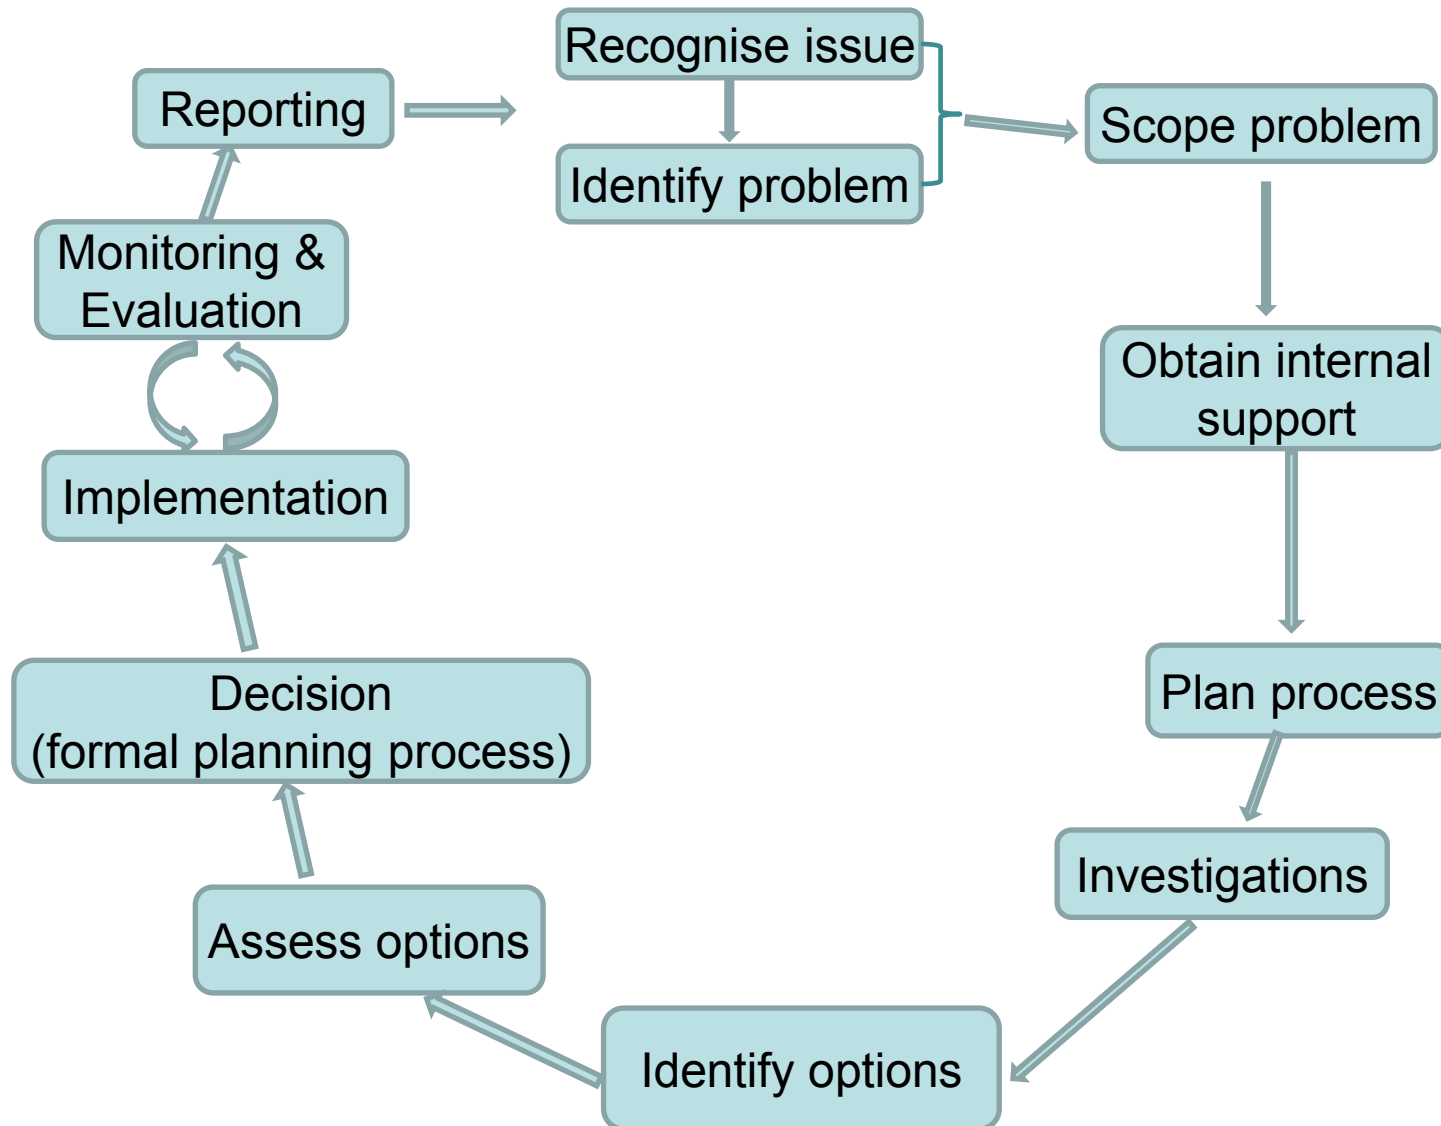 Recognise issue
Identify problem
Scope problem
Obtain internal
support
Plan process
Investigations
Identify options
Assess options
Decision
(formal planning process)
Implementation
Monitoring &
Evaluation
Reporting